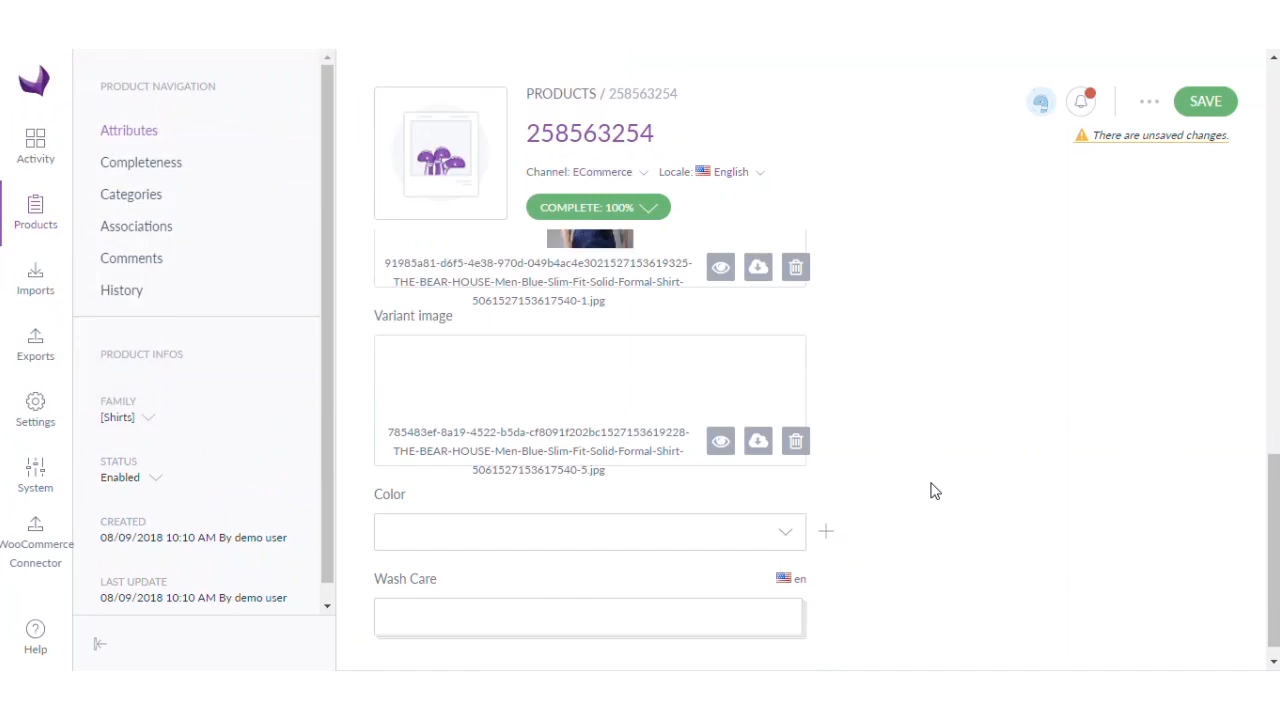 Activity
Products
Imports
Exports
Settings
System
WooCommerce
Connector
Help
PRODUCT NAVIGATION
Attributes
Completeness
Categories
Associations
Comments
History
PRODUCT INFOS
FAMILY
[Shirts]
STATUS
Enabled
CREATED
08/09/2018 10:10 AM By demo user
LAST UPDATE
08/09/2018 10:10 AM By demo user
PRODUCTS / 258563254
258563254
Channel: ECommerce Locale: English
COMPLETE: 100%
SAVE
There are unsaved changes.
91985a81-d6f5-4e38-970d-049b4ac4e3021527153619325-
THE-BEAR-HOUSE-Men-Blue-Slim-Fit-Solid-Formal-Shirt-
5061527153617540-1.jpg
Variant image
785483ef-8a19-4522-b5da-cf8091f202bc1527153619228-
THE-BEAR-HOUSE-Men-Blue-Slim-Fit-Solid-Formal-Shirt-
5061527153617540-5.jpg
Color
Wash Care en